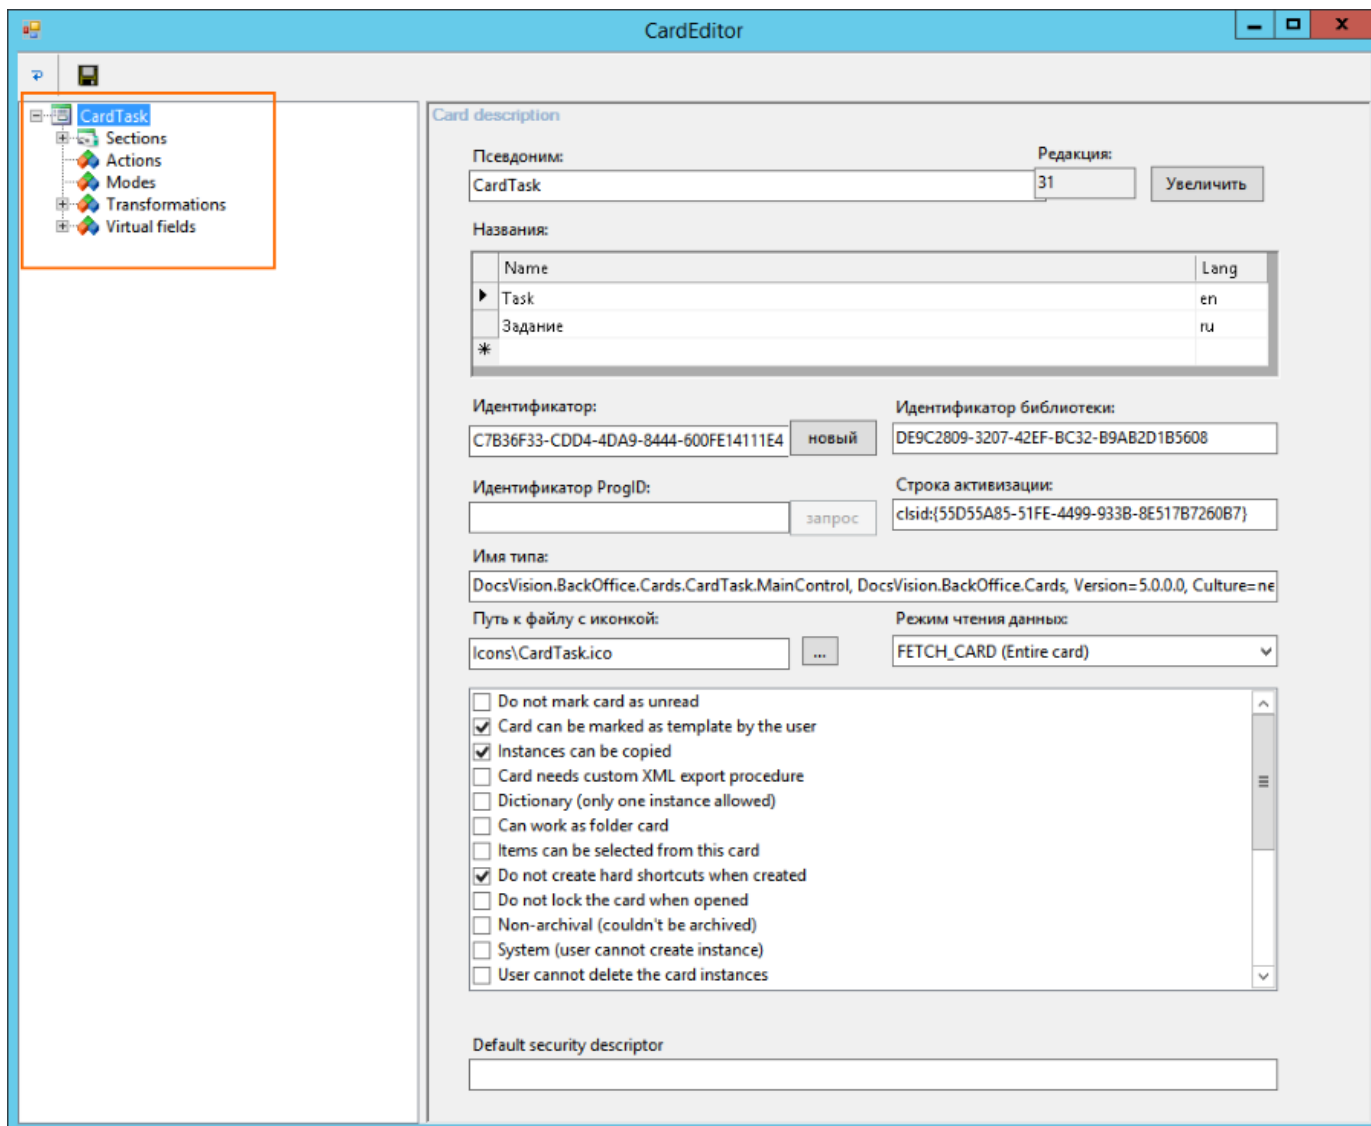 CardEditor
CardTask
Sections
Actions
Modes
Transformations
Virtual fields
Card description
Псевдоним:
Редакция:
CardTask
31
Увеличить
Названия:
Name
Lang
Task
en
Задание
ru
Идентификатор:
Идентификатор библиотеки:
C7B36F33-CDD4-4DA9-8444-600FE14111E4
новый
DE9C2809-3207-42EF-BC32-B9AB2D1B5608
Идентификатор ProgID:
Строка активизации:
запрос
clsid:{55D55A85-51FE-4499-933B-8E517B7260B7}
Имя типа:
DocsVision.BackOffice.Cards.CardTask.MainControl, DocsVision.BackOffice.Cards, Version=5.0.0.0, Culture=ne
Путь к файлу с иконкой:
Режим чтения данных:
Icons\CardTask.ico
...
FETCH_CARD (Entire card)
Do not mark card as unread
Card can be marked as template by the user
Instances can be copied
Card needs custom XML export procedure
Dictionary (only one instance allowed)
Can work as folder card
Items can be selected from this card
Do not create hard shortcuts when created
Do not lock the card when opened
Non-archival (couldn't be archived)
System (user cannot create instance)
User cannot delete the card instances
Default security descriptor